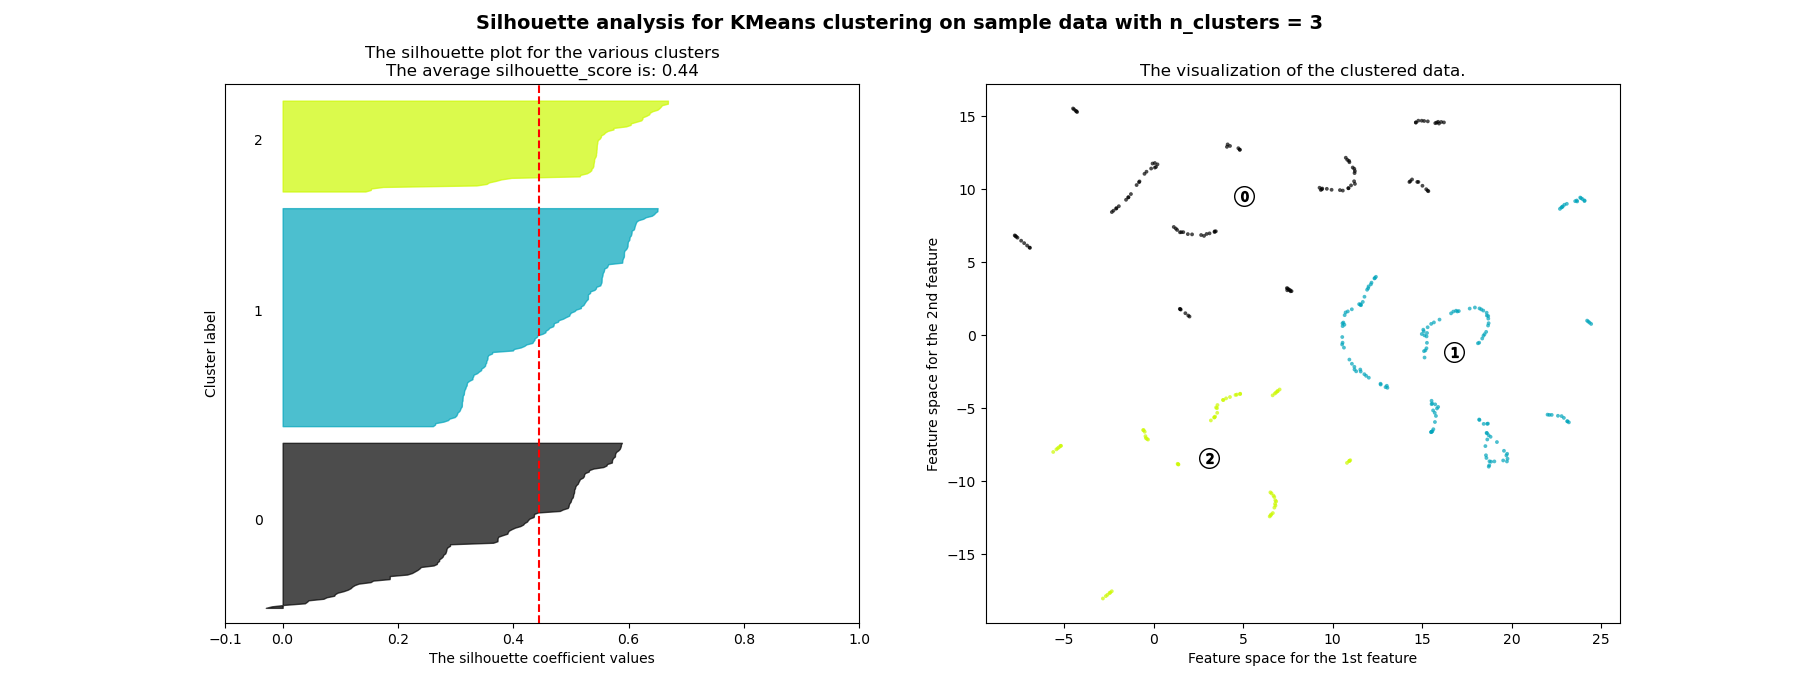 Silhouette analysis for KMeans clustering on sample data with n_clusters = 3
The silhouette plot for the various clusters
The average silhouette_score is: 0.44
2
1
0
Cluster label
−0.1 0.0 0.2 0.4 0.6 0.8 1.0
The silhouette coefficient values
The visualization of the clustered data.
15
10
5
0
−5
−10
−15
Feature space for the 2nd feature
0
1
2
−5 0 5 10 15 20 25
Feature space for the 1st feature